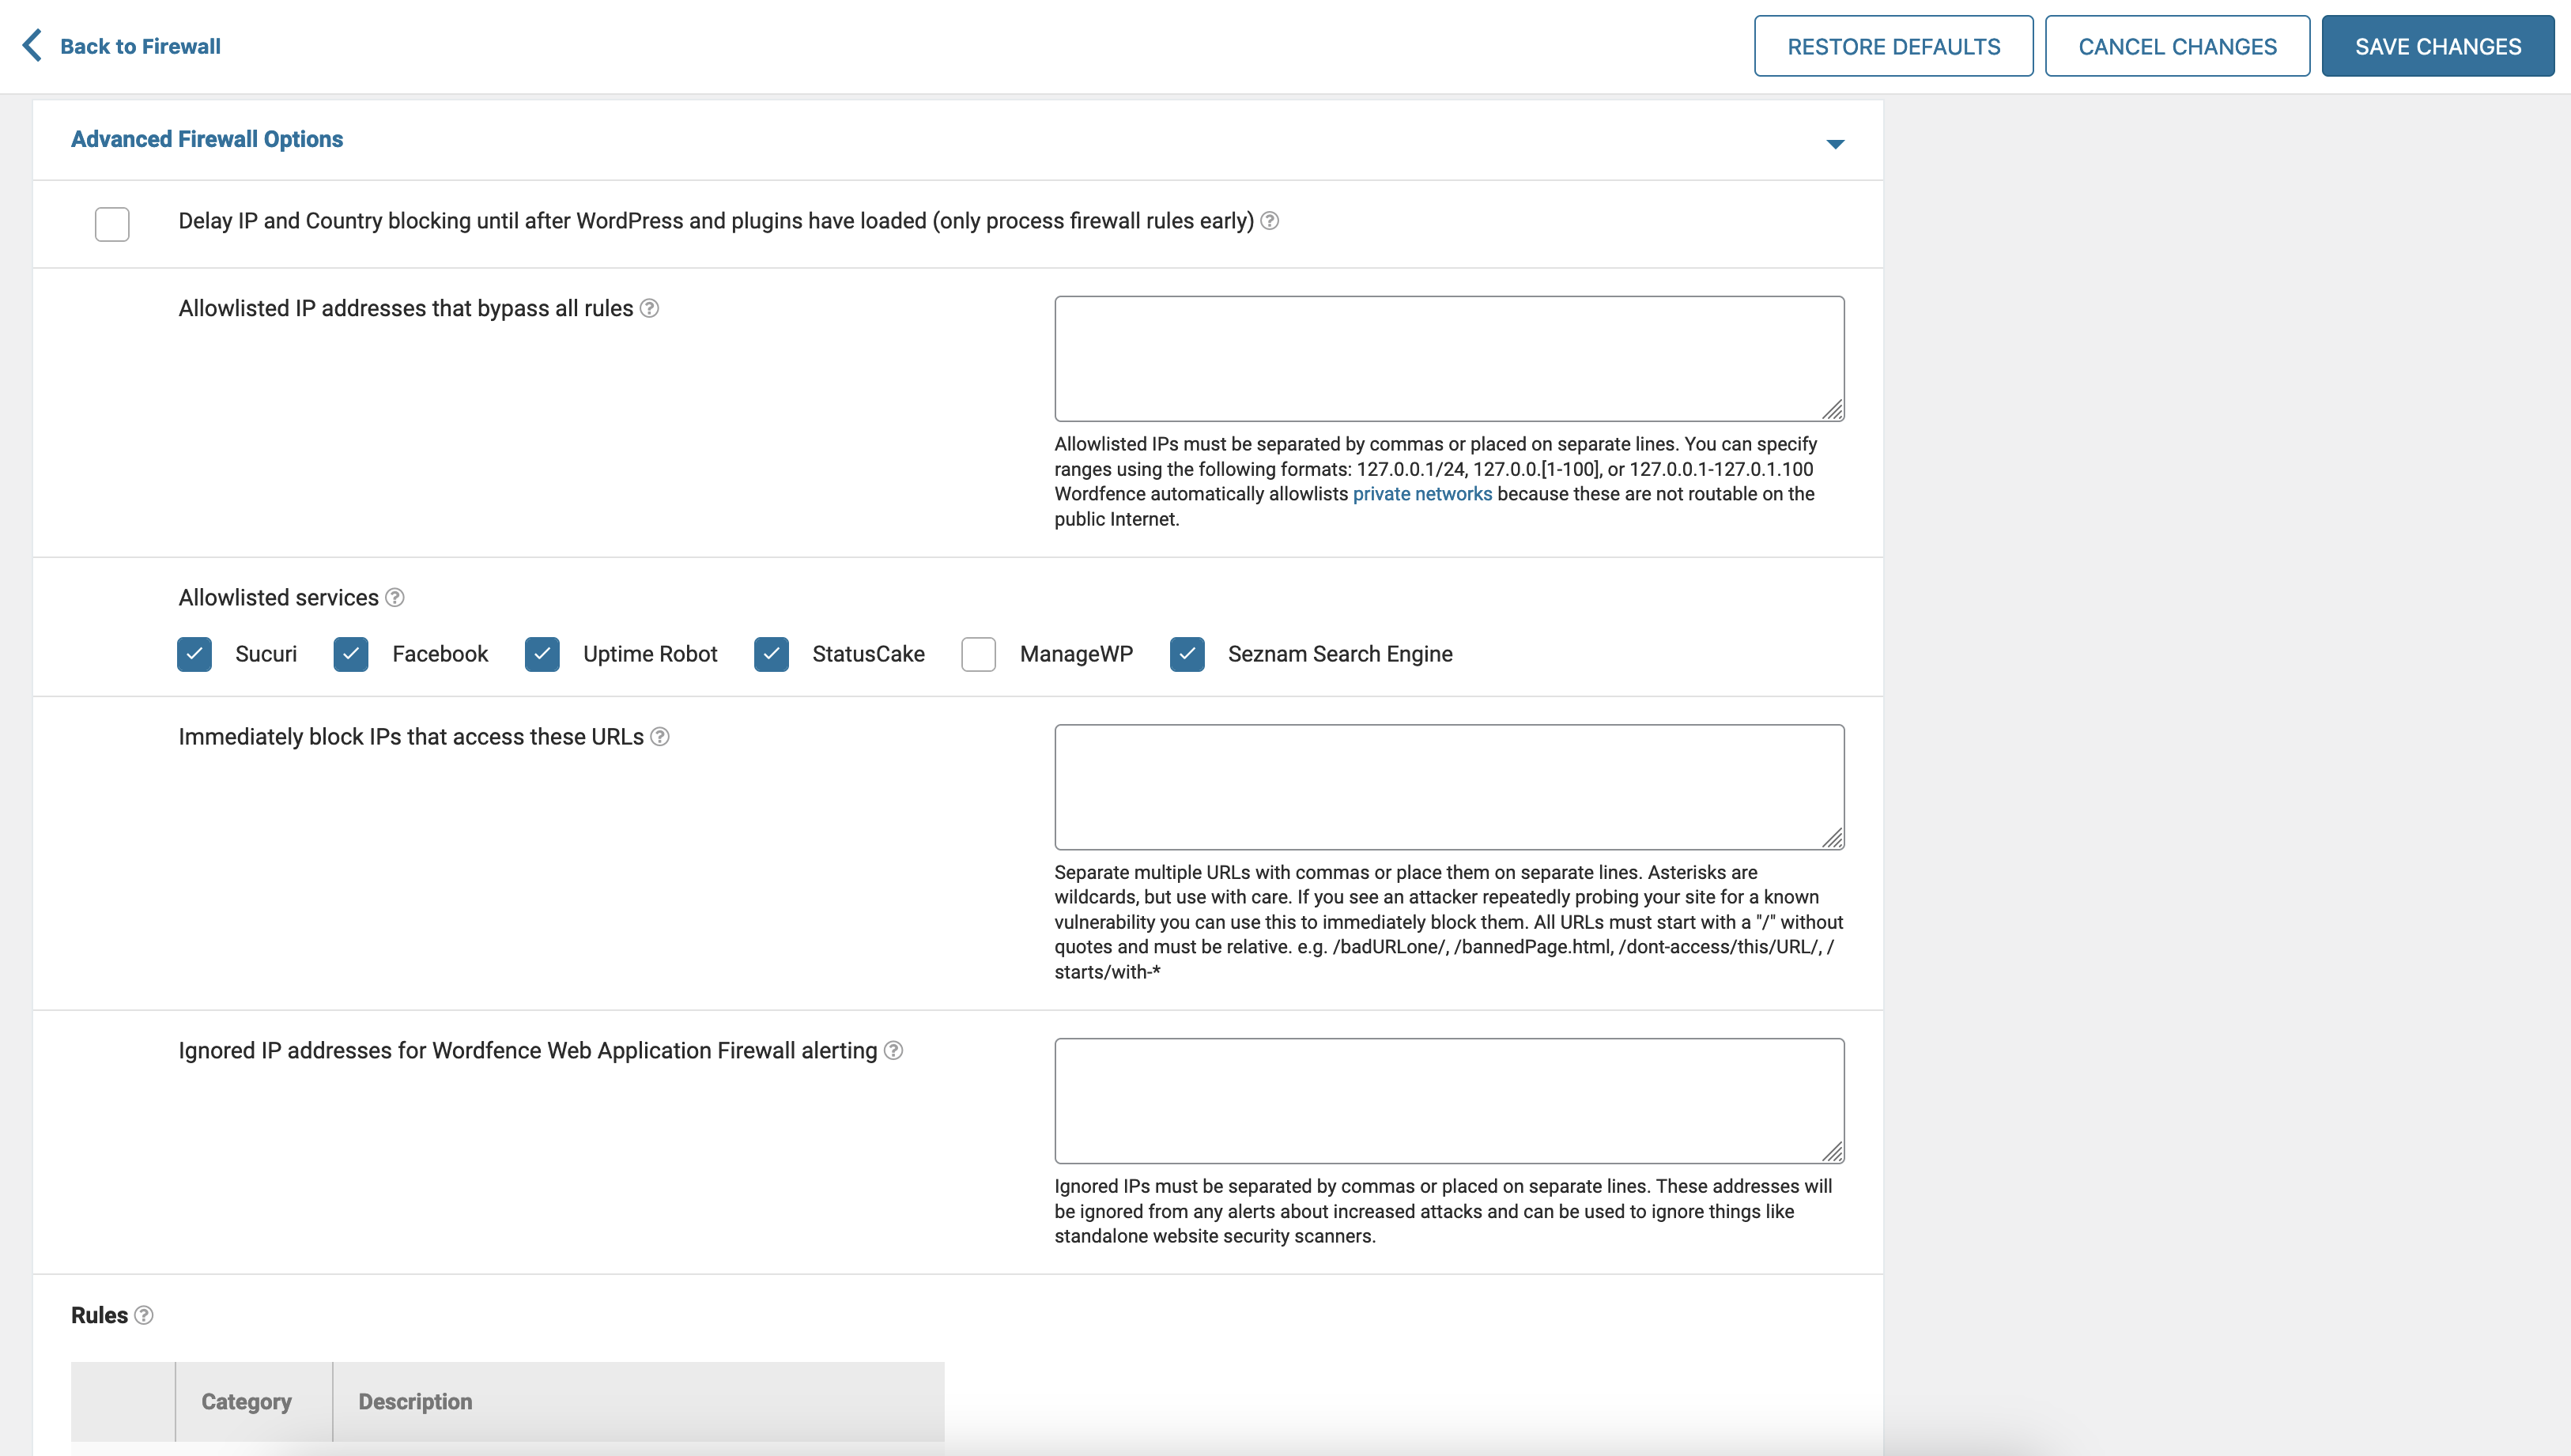 Back to Firewall
RESTORE DEFAULTS
CANCEL CHANGES
SAVE CHANGES
Advanced Firewall Options
Delay IP and Country blocking until after WordPress and plugins have loaded (only process firewall rules early)
Allowlisted IP addresses that bypass all rules
Allowlisted IPs must be separated by commas or placed on separate lines. You can specify
ranges using the following formats: 127.0.0.1/24, 127.0.0.[1-100], or 127.0.0.1-127.0.1.100
Wordfence automatically allowlists private networks because these are not routable on the
public Internet.
Allowlisted services
Sucuri
Facebook
Uptime Robot
StatusCake
ManageWP
Seznam Search Engine
Immediately block IPs that access these URLs
Separate multiple URLs with commas or place them on separate lines. Asterisks are
wildcards, but use with care. If you see an attacker repeatedly probing your site for a known
vulnerability you can use this to immediately block them. All URLs must start with a "/" without
quotes and must be relative. e.g. /badURLone/, /bannedPage.html, /dont-access/this/URL/, /
starts/with-*
Ignored IP addresses for Wordfence Web Application Firewall alerting
Ignored IPs must be separated by commas or placed on separate lines. These addresses will
be ignored from any alerts about increased attacks and can be used to ignore things like
standalone website security scanners.
Rules
Category
Description